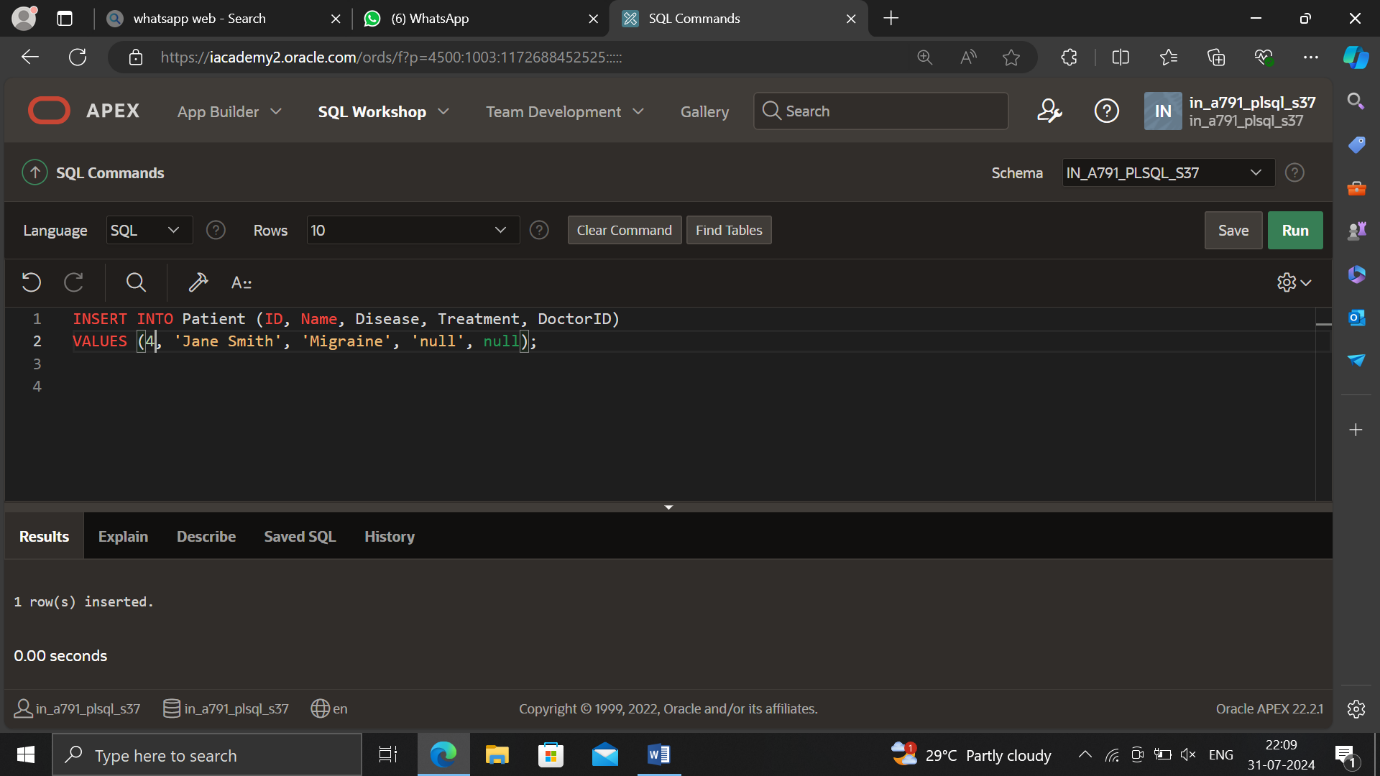 whatsapp web - Search
(6) WhatsApp
SQL Commands
https://iacademy2.oracle.com/ords/f?p=4500:1003:1172688452525:::::
APEX
App Builder
SQL Workshop
Team Development
Gallery
Search
IN
in_a791_plsql_s37
in_a791_plsql_s37
SQL Commands
Schema
IN_A791_PLSQL_S37
Language
SQL
Rows
10
Clear Command
Find Tables
Save
Run
A::
1 INSERT INTO Patient (ID, Name, Disease, Treatment, DoctorID)
2 VALUES (4, 'Jane Smith', 'Migraine', 'null', null);
3
4
Results
Explain
Describe
Saved SQL
History
1 row(s) inserted.
0.00 seconds
in_a791_plsql_s37
in_a791_plsql_s37
en
Copyright © 1999, 2022, Oracle and/or its affiliates.
Oracle APEX 22.2.1
Type here to search
1
29°C Partly cloudy
ENG
22:09
31-07-2024
1